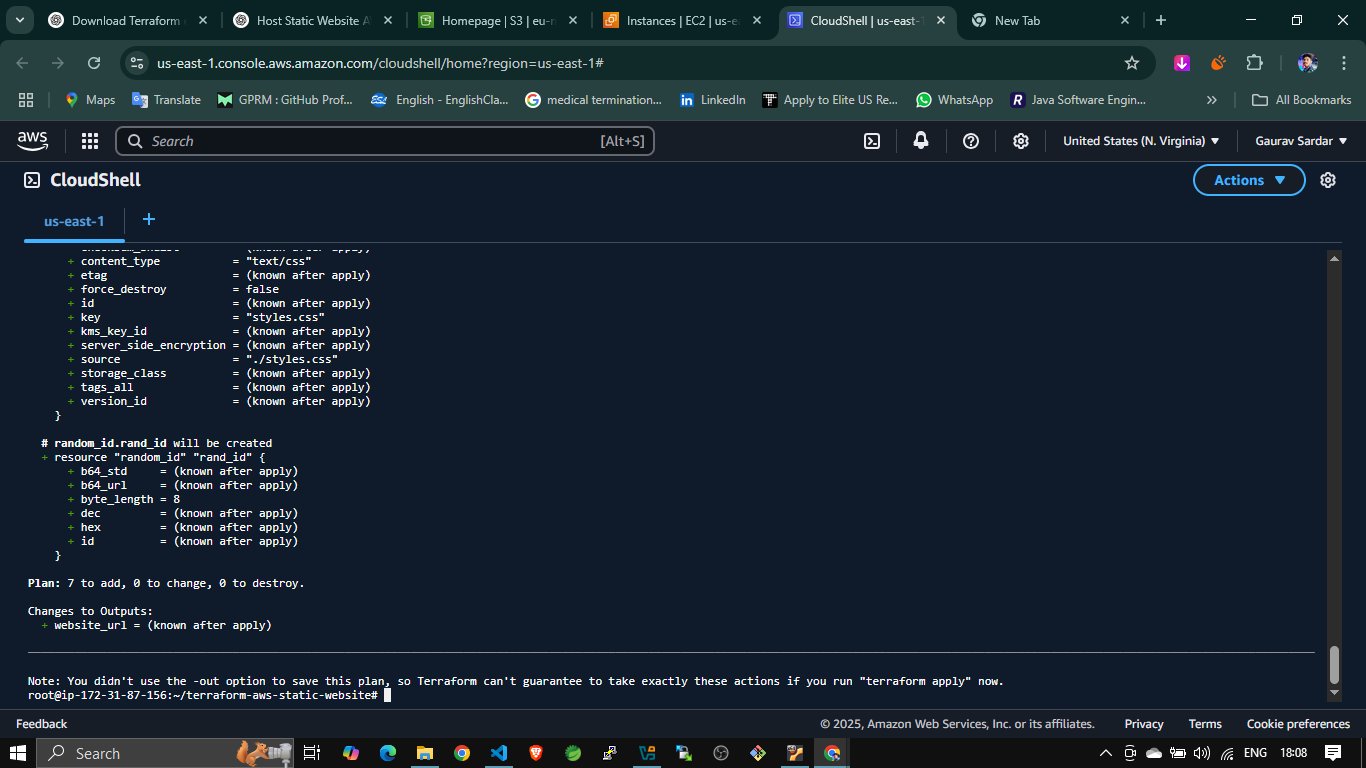 Download Terraform
Host Static Website A
Homepage | S3 | eu-n
Instances | EC2 | us-ea
CloudShell | us-east-1
New Tab
us-east-1.console.aws.amazon.com/cloudshell/home?region=us-east-1#
Maps
Translate
GPRM : GitHub Prof...
English - EnglishCla...
medical termination...
LinkedIn
Apply to Elite US Re...
WhatsApp
Java Software Engin...
»
All Bookmarks
aws
Search
[Alt+S]
United States (N. Virginia)
Gaurav Sardar
CloudShell
Actions
us-east-1
+
= (known after apply)
+ content_type = "text/css"
+ etag = (known after apply)
+ force_destroy = false
+ id = (known after apply)
+ key = "styles.css"
+ kms_key_id = (known after apply)
+ server_side_encryption = (known after apply)
+ source = "./styles.css"
+ storage_class = (known after apply)
+ tags_all = (known after apply)
+ version_id = (known after apply)
}
# random_id.rand_id will be created
+ resource "random_id" "rand_id" {
+ b64_std = (known after apply)
+ b64_url = (known after apply)
+ byte_length = 8
+ dec = (known after apply)
+ hex = (known after apply)
+ id = (known after apply)
}
Plan: 7 to add, 0 to change, 0 to destroy.
Changes to Outputs:
+ website_url = (known after apply)
Note: You didn't use the -out option to save this plan, so Terraform can't guarantee to take exactly these actions if you run "terraform apply" now.
root@ip-172-31-87-156:~/terraform-aws-static-website#
Feedback
© 2025, Amazon Web Services, Inc. or its affiliates.
Privacy
Terms
Cookie preferences
Search
ENG
18:08